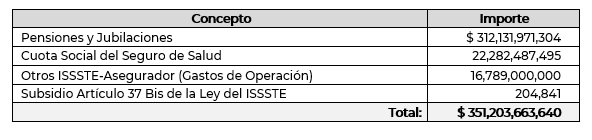 Concepto Importe
Pensiones y Jubilaciones $ 312,131,971,304
Cuota Social del Seguro de Salud 22,282,487,495
Otros ISSSTE-Asegurador (Gastos de Operación) 16,789,000,000
Subsidio Artículo 37 Bis de la Ley del ISSSTE 204,841
Total: $ 351,203,663,640